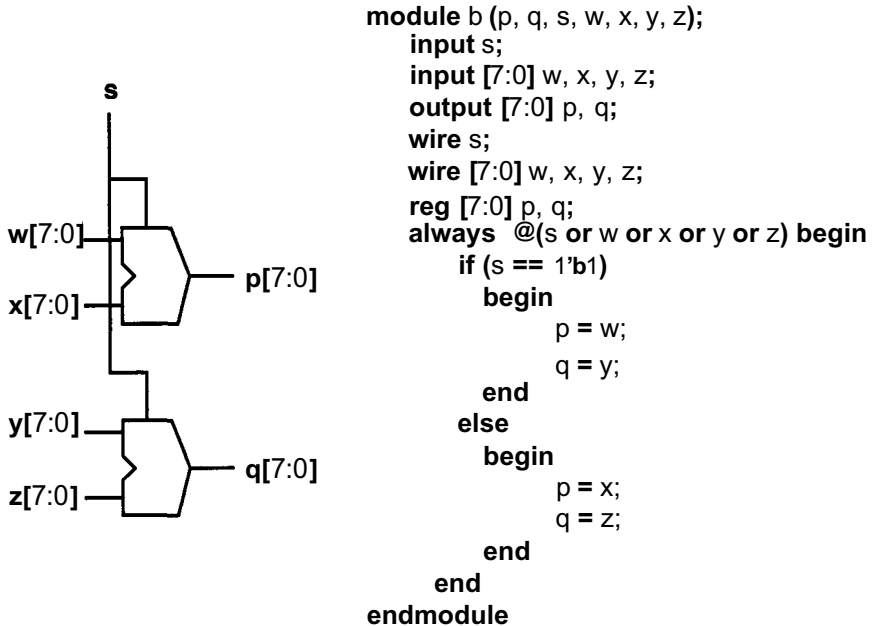 s
w[7:0]
x[7:0]
p[7:0]
y[7:0]
z[7:0]
q[7:0]
module b (p, q, s, w, x, y, z);
input s;
input [7:0] w, x, y, z;
output [7:0] p, q;
wire s;
wire [7:0] w, x, y, z;
reg [7:0] p, q;
always @(s or w or x or y or z) begin
if (s == 1'b1)
begin
p = w;
q = y;
end
else
begin
p = x;
q = z;
end
end
endmodule